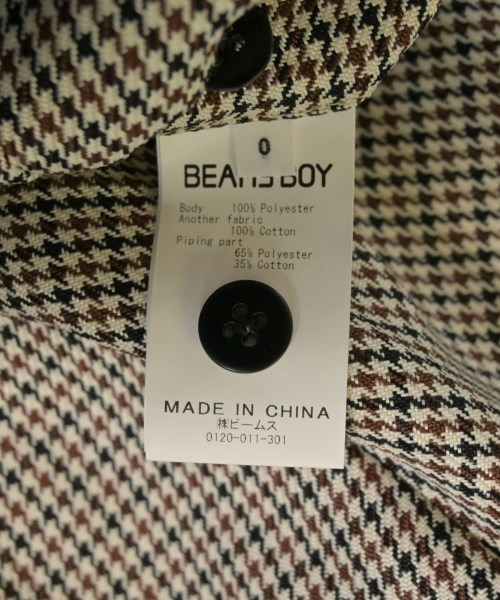 0
BEAMS BOY
Body 100% Polyester
Another fabric
100% Cotton
Piping part
65% Polyester
35% Cotton
MADE IN CHINA
㈱ビームス
0120-011-301